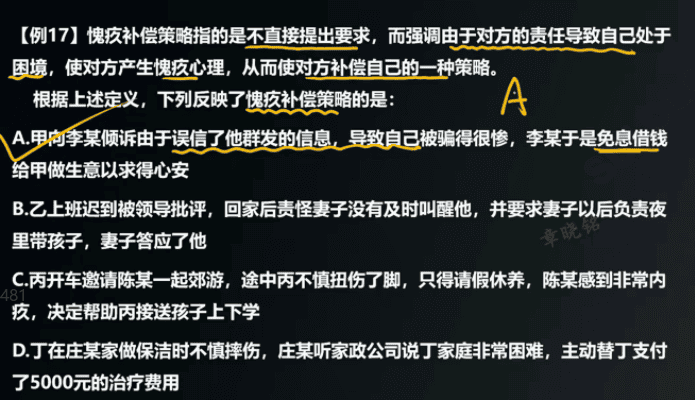 【例17】愧疚补偿策略指的是不直接提出要求，而强调由于对方的责任导致自己处于
困境，使对方产生愧疚心理，从而使对方补偿自己的一种策略。
根据上述定义，下列反映了愧疚补偿策略的是：
A
A.甲向李某倾诉由于误信了他群发的信息，导致自己被骗得很惨，李某于是免息借钱
给甲做生意以求得心安
B.乙上班迟到被领导批评，回家后责怪妻子没有及时叫醒他，并要求妻子以后负责夜
里带孩子，妻子答应了他
章晓铭
C.丙开车邀请陈某一起郊游，途中丙不慎扭伤了脚，只得请假休养，陈某感到非常内
481
疚，决定帮助丙接送孩子上下学
D.丁在庄某家做保洁时不慎摔伤，庄某听家政公司说丁家庭非常困难，主动替丁支付
了5000元的治疗费用